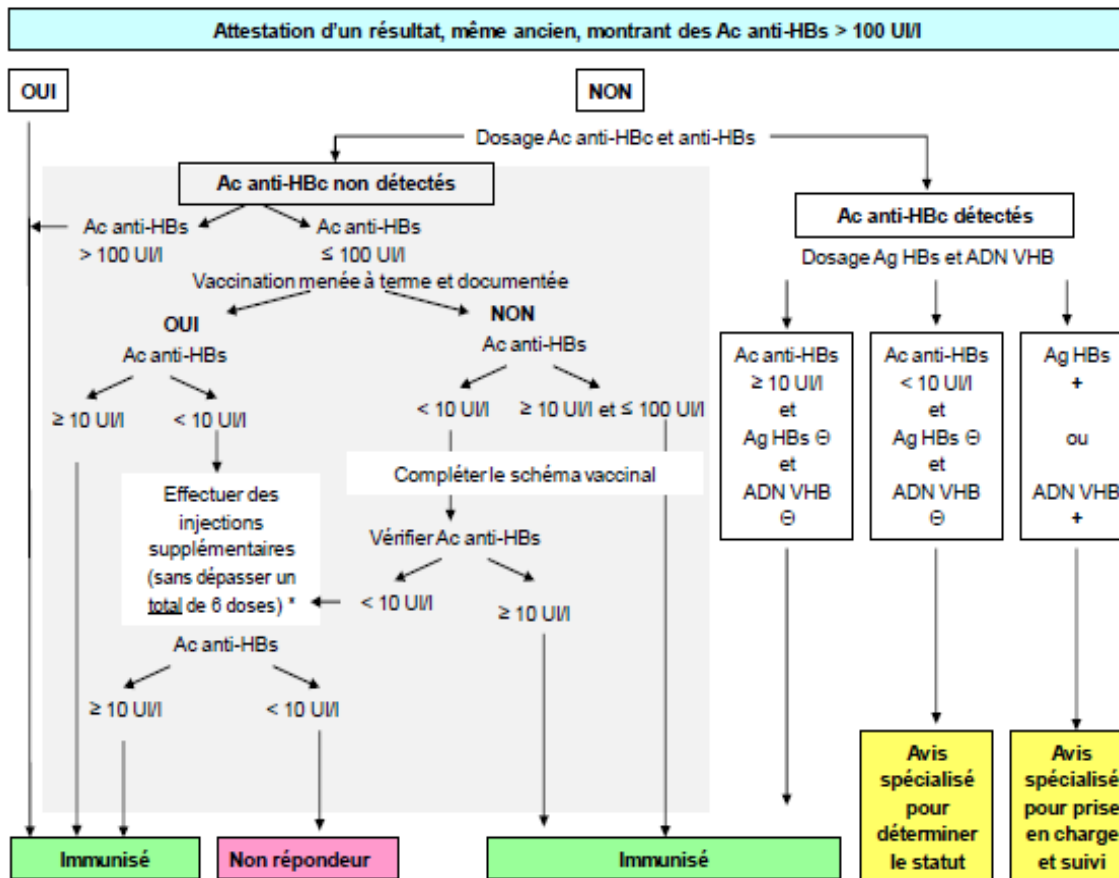 Attestation d'un résultat, même ancien, montrant des Ac anti-HBs > 100 UI/l
OUI
NON
Dosage Ac anti-HBc et anti-HBs
Ac anti-HBc non détectés
Ac anti-HBs
> 100 UI/l
Ac anti-HBs
≤ 100 UI/l
Vaccination menée à terme et documentée
OUI
Ac anti-HBs
≥ 10 UI/l
< 10 UI/l
NON
Ac anti-HBs
< 10 UI/l
≥ 10 UI/l et ≤ 100 UI/l
Effectuer des
injections
supplémentaires
(sans dépasser un
total de 6 doses) *
Compléter le schéma vaccinal
Vérifier Ac anti-HBs
< 10 UI/l
≥ 10 UI/l
Ac anti-HBs
≥ 10 UI/l
< 10 UI/l
Ac anti-HBc détectés
Dosage Ag HBs et ADN VHB
Ac anti-HBs
≥ 10 UI/l
et
Ag HBs ⊖
et
ADN VHB
⊖
Ac anti-HBs
< 10 UI/l
et
Ag HBs ⊖
et
ADN VHB
⊖
Ag HBs
+
ou
ADN VHB
+
Immunisé
Non répondeur
Immunisé
Avis
spécialisé
pour
déterminer
le statut
Avis
spécialisé
pour prise
en charge
et suivi